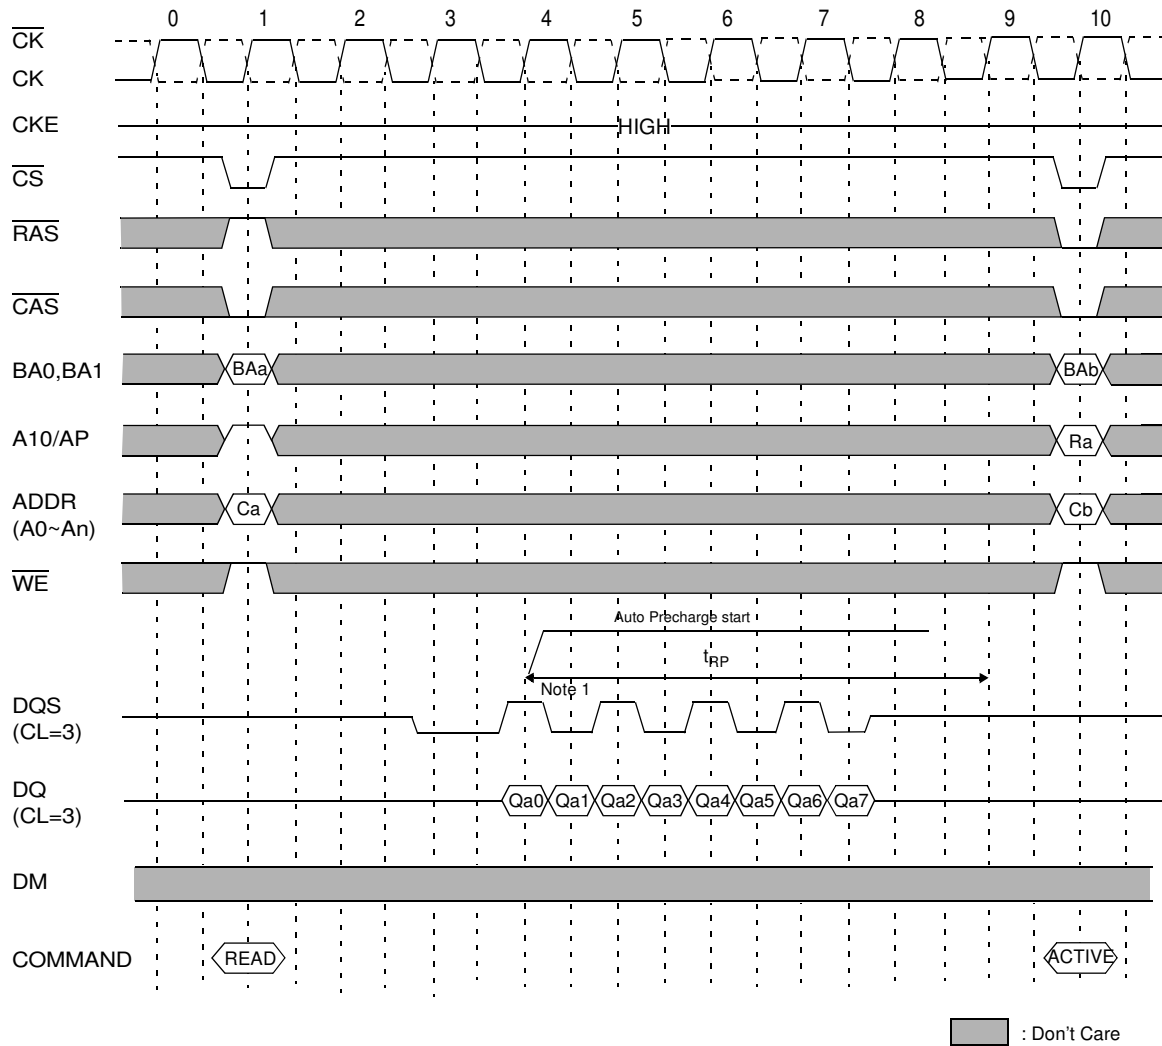 0 1 2 3 4 5 6 7 8 9 10
CK
CK
CKE HIGH
CS
RAS
CAS
BA0,BA1 BAa BAb
A10/AP Ra
ADDR
(A0~An) Ca Cb
WE
Auto Precharge start
tRP
Note 1
DQS
(CL=3)
DQ
(CL=3) Qa0 Qa1 Qa2 Qa3 Qa4 Qa5 Qa6 Qa7
DM
COMMAND READ ACTIVE
: Don't Care